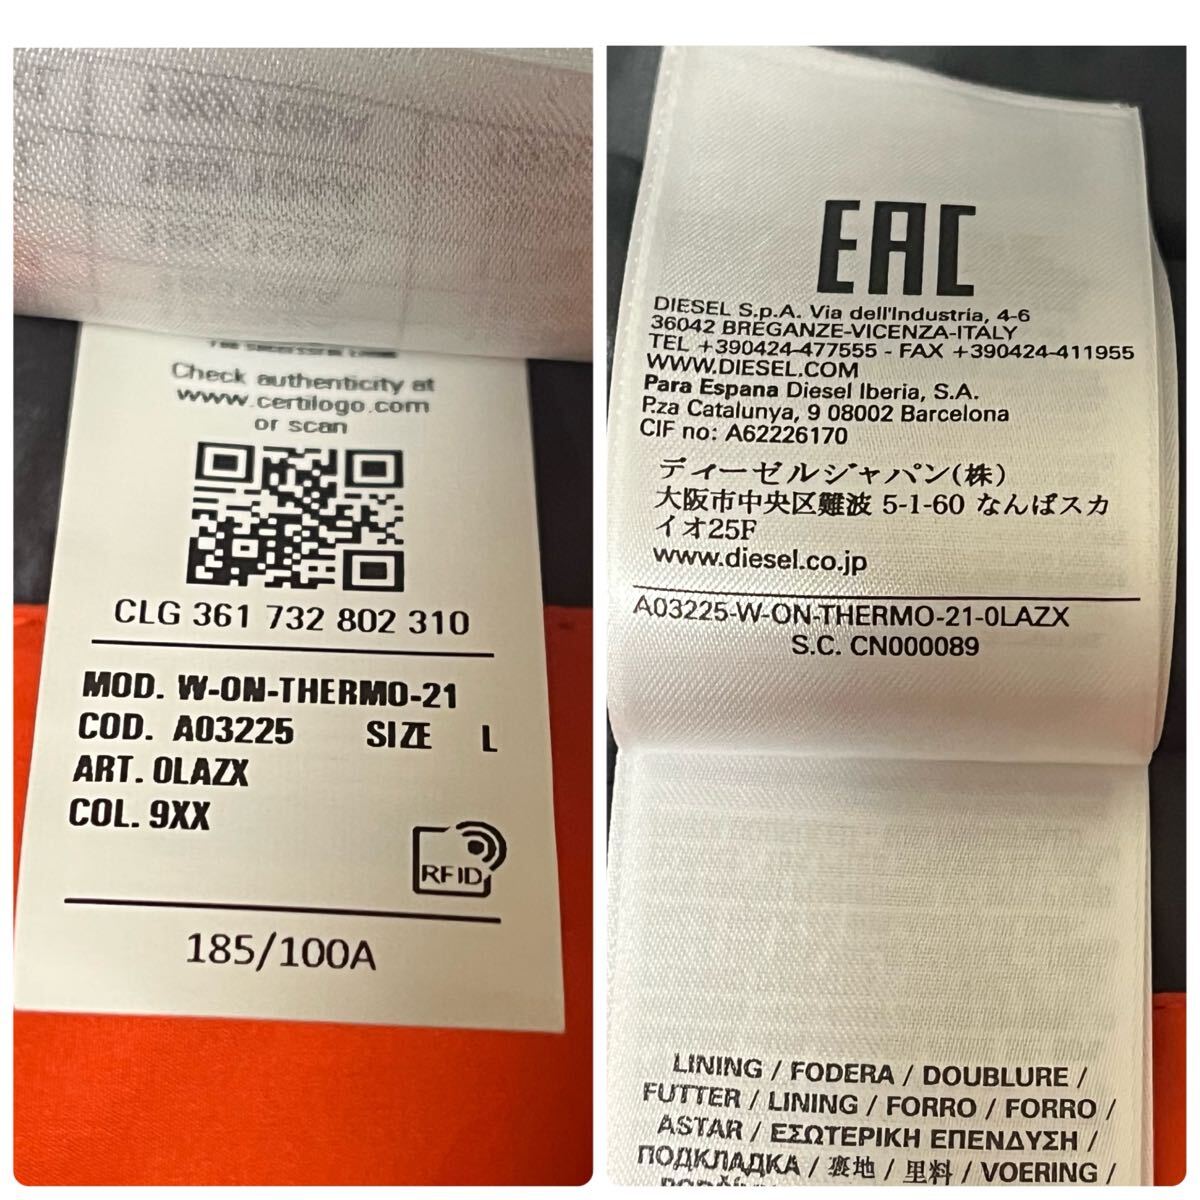 Check authenticity at
www.certilogo.com
or scan
CLG 361 732 802 310
MOD. W-ON-THERMO-21
COD. A03225 SIZE L
ART. 0LAZX
COL. 9XX
RFID
185/100A
EAC
DIESEL S.p.A. Via dell'Industria, 4-6
36042 BREGANZE-VICENZA-ITALY
TEL +390424-477555 - FAX +390424-411955
WWW.DIESEL.COM
Para Espana Diesel Iberia, S.A.
P.za Catalunya, 9 08002 Barcelona
CIF no: A62226170
ディーゼルジャパン(株)
大阪市中央区難波 5-1-60 なんばスカ
イオ25F
www.diesel.co.jp
A03225-W-ON-THERMO-21-0LAZX
S.C. CN000089
LINING / FODERA / DOUBLURE /
FUTTER / LINING / FORRO / FORRO /
ASTAR / ΕΣΩΤΕΡΙΚΗ ΕΠΕΝΔΥΣΗ /
ПОДКЛАДКА / 裏地 / 里料 / VOERING /